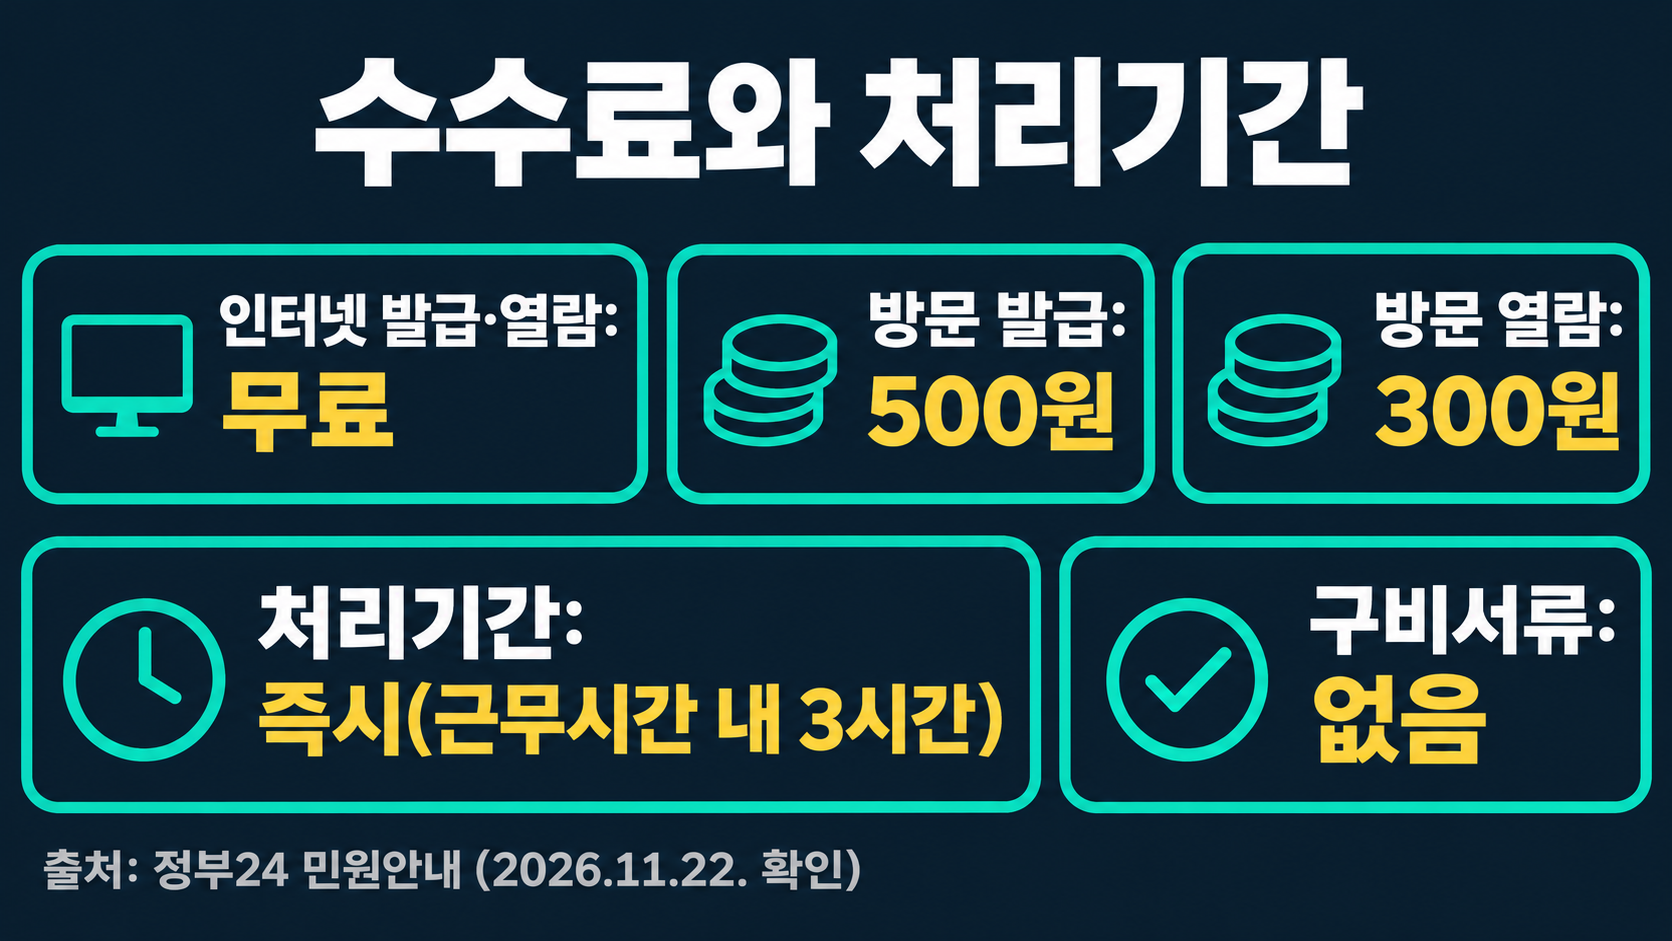 수수료와 처리기간
인터넷 발급·열람:
무료
방문 발급:
500원
방문 열람:
300원
처리기간:
즉시(근무시간 내 3시간)
구비서류:
없음
출처: 정부24 민원안내 (2026.11.22. 확인)